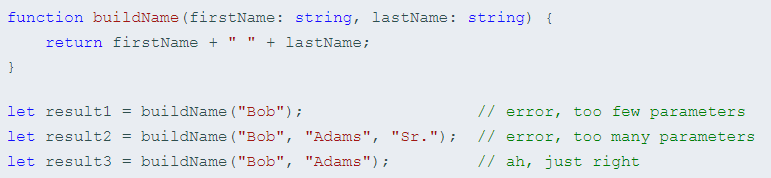 function buildName(firstName: string, lastName: string) {
    return firstName + " " + lastName;
}
let result1 = buildName("Bob");                  // error, too few parameters
let result2 = buildName("Bob", "Adams", "Sr.");  // error, too many parameters
let result3 = buildName("Bob", "Adams");         // ah, just right